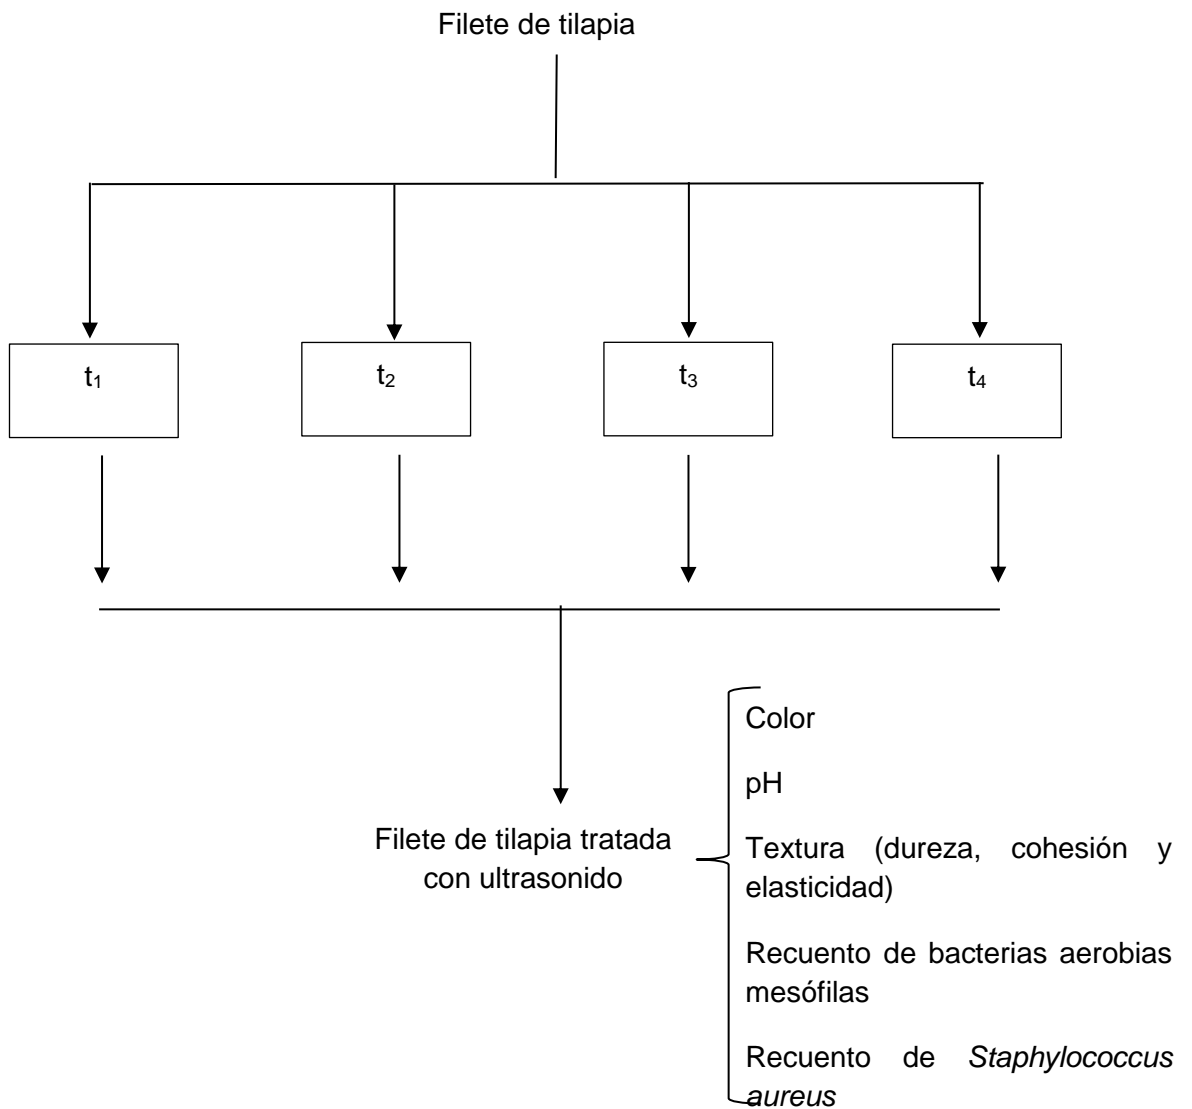 Filete de tilapia
t₁
t₂
t₃
t₄
Color
pH
Filete de tilapia tratada
con ultrasonido
Textura (dureza, cohesión y
elasticidad)
Recuento de bacterias aerobias
mesófilas
Recuento de Staphylococcus
aureus